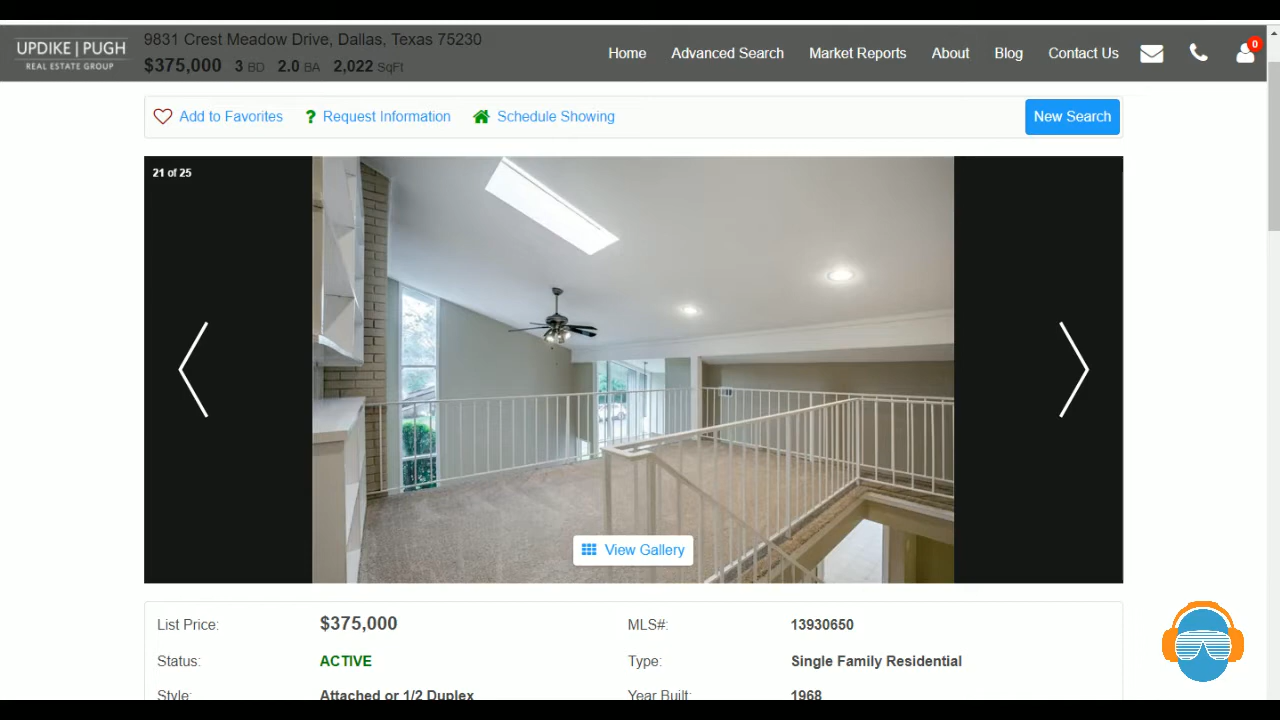 UPDIKE | PUGH
REAL ESTATE GROUP
9831 Crest Meadow Drive, Dallas, Texas 75230
$375,000 3 BD 2.0 BA 2,022 SqFt
Home Advanced Search Market Reports About Blog Contact Us 0
Add to Favorites ? Request Information Schedule Showing New Search
21 of 25
View Gallery
List Price: $375,000 MLS#: 13930650
Status: ACTIVE Type: Single Family Residential
Style: Attached or 1/2 Duplex Year Built: 1968